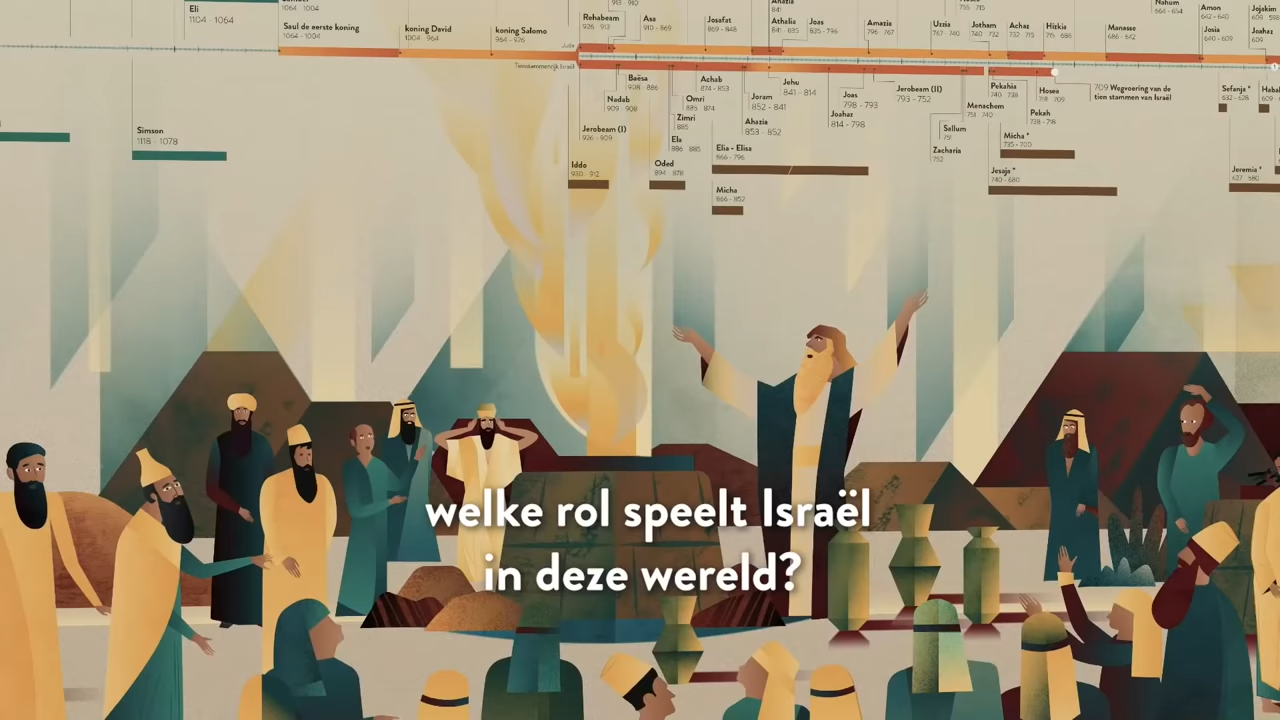 Eli
1104 - 1064
Saul de eerste koning
1064 - 1004
koning David
1004 - 964
koning Salomo
964 - 926
Rehabeam
926 913
Asa
910 - 869
Josafat
869 - 848
Athalia
841 835
Joas
835 - 796
Amazia
796 767
Uzzia
767 740
Jotham
740 732
Achaz
732 715
Hizkia
715 686
Manasse
686 - 642
Amon
642 - 640
Josia
640 - 609
Jojakim
Joahaz
609
Juda
Tienstammenrijk Israël
Simson
1118 - 1078
Baësa
908 - 886
Nadab
909 - 908
Jerobeam (I)
926 - 909
Iddo
930 912
Achab
874 - 853
Omri
885 874
Zimri
885
Ela
886 885
Oded
894 878
Jehu
841 - 814
Joram
852 - 841
Ahazia
853 - 852
Elia - Elisa
866 - 796
Micha
866 - 852
Joas
798 - 793
Joahaz
814 - 798
Jerobeam (II)
793 - 752
Menachem
751 740
Sallum
751
Zacharia
752
Pekahia
740 738
Hosea
718 709
Pekah
738 - 718
Micha *
735 - 700
Jesaja *
740 - 680
709 Wegvoering van de
tien stammen van Israël
Sefanja *
632 - 628
Jeremia *
627 580
welke rol speelt Israël
in deze wereld?